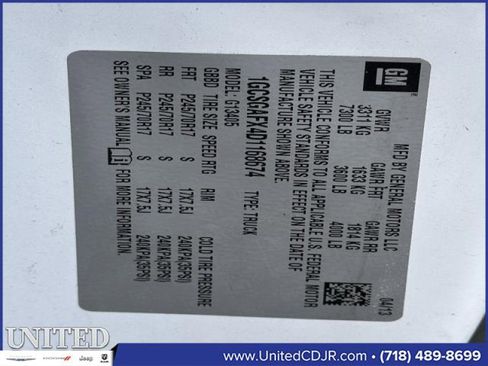 GM
MFD BY GENERAL MOTORS LLC 04/13
GVWR GAWR FRT GAWR RR
3311 KG 1633 KG 1814 KG
7300 LB 3600 LB 4000 LB
THIS VEHICLE CONFORMS TO ALL APPLICABLE U.S. FEDERAL MOTOR
VEHICLE SAFETY STANDARDS IN EFFECT ON THE DATE OF
MANUFACTURE SHOWN ABOVE.
1GCSGAFX4D1168674 TYPE: TRUCK
MODEL: G13405
GBBD TIRE SIZE SPEED RTG RIM COLD TIRE PRESSURE
FRT P245/70R17 S 17X7.5J 240KPA(35PSI)
RR P245/70R17 S 17X7.5J 240KPA(35PSI)
SPA P245/70R17 S 17X7.5J 240KPA(35PSI)
SEE OWNER'S MANUAL
UNITED
Jeep
www.UnitedCDJR.com
(718) 489-8699